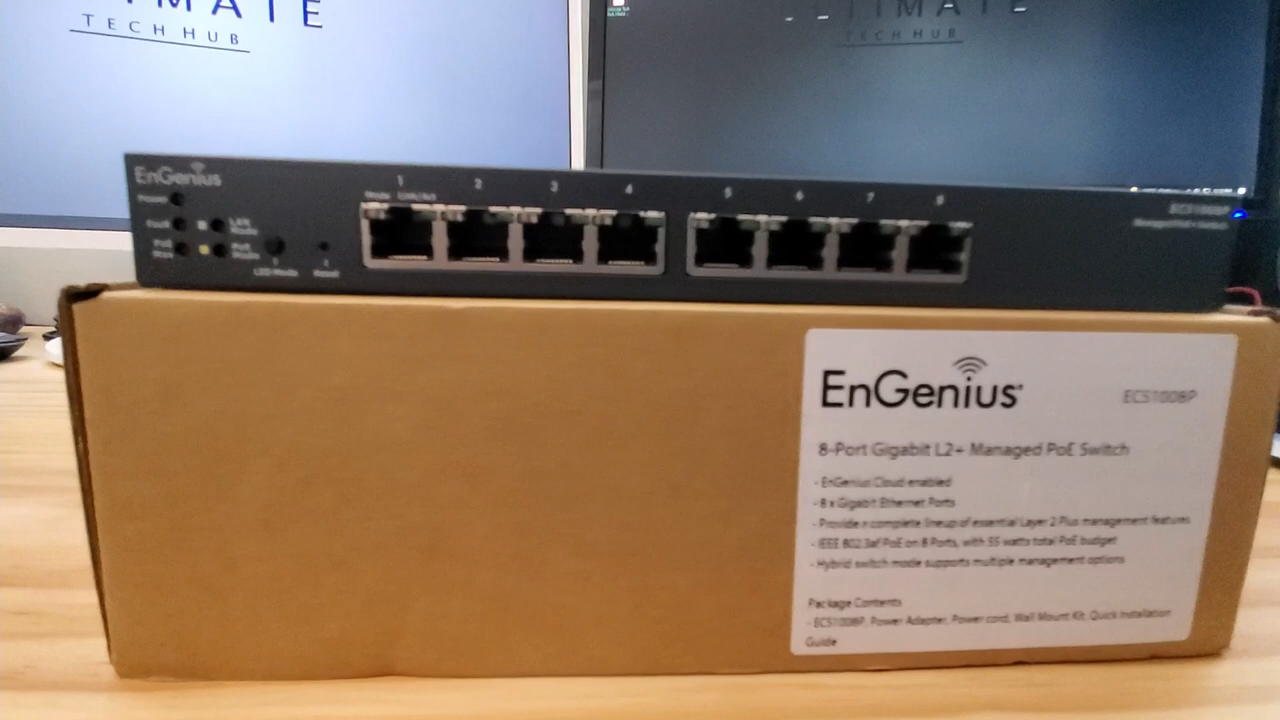 TIMATE
TECH HUB
TIMATE
TECH HUB
EnGenius
1 2 3 4 5 6 7 8
Power
LAN Mode
PoE Mode
LED Mode
Reset
ECS1008P
EnGenius
ECS1008P
8-Port Gigabit L2+ Managed PoE Switch
- EnGenius Cloud enabled
- 8 x Gigabit Ethernet Ports
- Provide a complete lineup of essential Layer 2 Plus management features
- IEEE 802.3af PoE on 8 Ports, with 55 watts total PoE budget
- Hybrid switch mode supports multiple management options
Package Contents
- ECS1008P, Power Adapter, Power cord, Wall Mount Kit, Quick Installation
Guide